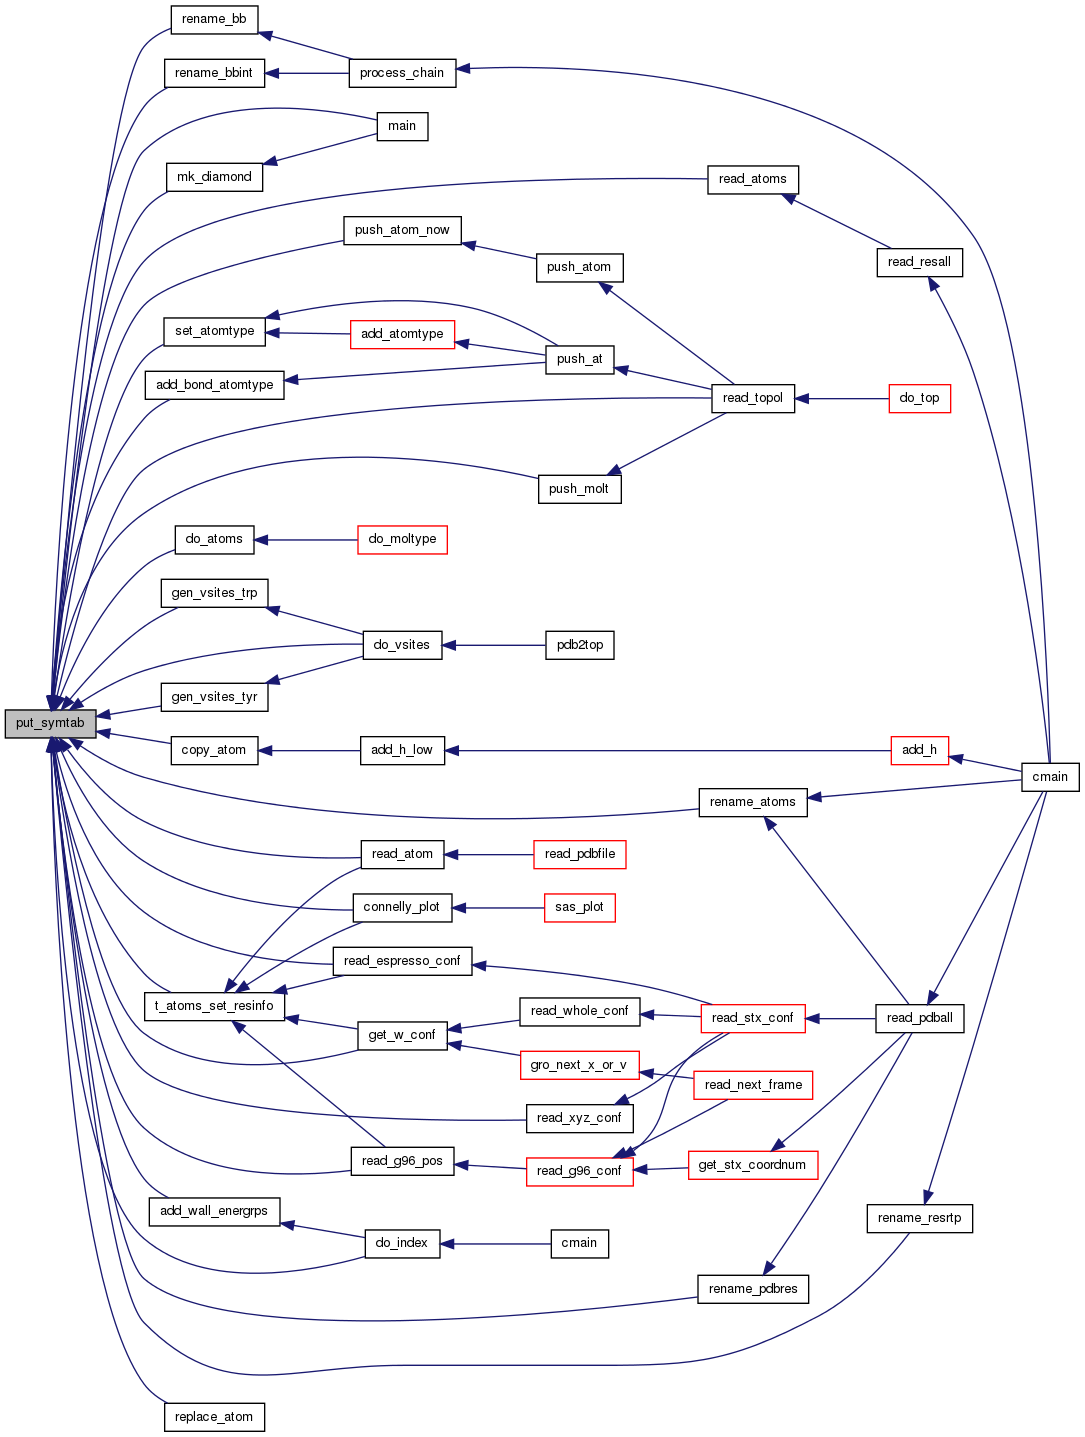 rename_bb
rename_bbint
process_chain
main
mk_diamond
read_atoms
push_atom_now
read_resall
push_atom
set_atomtype
add_atomtype
push_at
add_bond_atomtype
read_topol
do_top
push_molt
do_atoms
do_moltype
gen_vsites_trp
do_vsites
pdb2top
gen_vsites_tyr
put_symtab
copy_atom
add_h_low
add_h
cmain
rename_atoms
read_atom
read_pdbfile
connelly_plot
sas_plot
read_espresso_conf
t_atoms_set_resinfo
read_whole_conf
read_stx_conf
read_pdball
get_w_conf
gro_next_x_or_v
read_next_frame
read_xyz_conf
read_g96_pos
read_g96_conf
get_stx_coordnum
add_wall_energrps
rename_resrtp
do_index
cmain
rename_pdbres
replace_atom